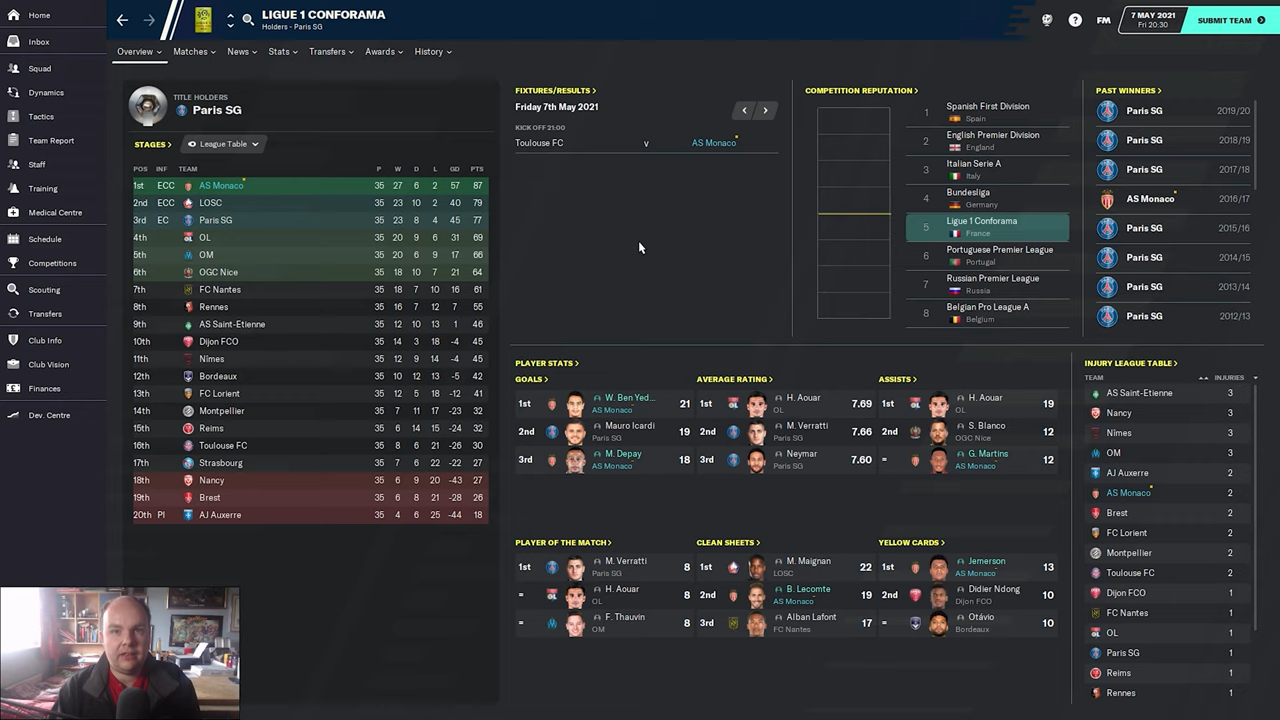 Home
Inbox
Squad
Dynamics
Tactics
Team Report
Staff
Training
Medical Centre
Schedule
Competitions
Scouting
Transfers
Club Info
Club Vision
Finances
Dev. Centre
LIGUE 1 CONFORAMA
Holders - Paris SG
FM
7 MAY 2021
Fri 20:30
SUBMIT TEAM
Overview Matches News Stats Transfers Awards History
TITLE HOLDERS
Paris SG
STAGES > League Table
POS INF TEAM P W D L GD PTS
1st ECC AS Monaco 35 27 6 2 57 87
2nd ECC LOSC 35 23 10 2 40 79
3rd EC Paris SG 35 23 8 4 45 77
4th OL 35 20 9 6 31 69
5th OM 35 20 6 9 17 66
6th OGC Nice 35 18 10 7 21 64
7th FC Nantes 35 18 7 10 16 61
8th Rennes 35 16 7 12 7 55
9th AS Saint-Etienne 35 12 10 13 1 46
10th Dijon FCO 35 14 3 18 -4 45
11th Nîmes 35 12 9 14 -4 45
12th Bordeaux 35 10 12 13 -5 42
13th FC Lorient 35 12 5 18 -12 41
14th Montpellier 35 7 11 17 -23 32
15th Reims 35 6 14 15 -24 32
16th Toulouse FC 35 8 6 21 -26 30
17th Strasbourg 35 7 6 22 -22 27
18th Nancy 35 6 9 20 -43 27
19th Brest 35 6 8 21 -28 26
20th Pl AJ Auxerre 35 4 6 25 -44 18
FIXTURES/RESULTS >
Friday 7th May 2021
KICK OFF 21:00
Toulouse FC v AS Monaco
COMPETITION REPUTATION >
1 Spanish First Division
Spain
2 English Premier Division
England
3 Italian Serie A
Italy
4 Bundesliga
Germany
5 Ligue 1 Conforama
France
6 Portuguese Premier League
Portugal
7 Russian Premier League
Russia
8 Belgian Pro League A
Belgium
PAST WINNERS >
Paris SG 2019/20
Paris SG 2018/19
Paris SG 2017/18
AS Monaco 2016/17
Paris SG 2015/16
Paris SG 2014/15
Paris SG 2013/14
Paris SG 2012/13
PLAYER STATS >
GOALS >
1st W. Ben Yed... 21
AS Monaco
2nd Mauro Icardi 19
Paris SG
3rd M. Depay 18
AS Monaco
AVERAGE RATING >
1st H. Aouar 7.69
OL
2nd M. Verratti 7.66
Paris SG
3rd Neymar 7.60
Paris SG
ASSISTS >
1st H. Aouar 19
OL
2nd S. Blanco 12
OGC Nice
= G. Martins 12
AS Monaco
PLAYER OF THE MATCH >
1st M. Verratti 8
Paris SG
= H. Aouar 8
OL
= F. Thauvin 8
OM
CLEAN SHEETS >
1st M. Maignan 22
LOSC
2nd B. Lecomte 19
AS Monaco
3rd Alban Lafont 17
FC Nantes
YELLOW CARDS >
1st Jemerson 13
AS Monaco
2nd Didier Ndong 10
Dijon FCO
= Otávio 10
Bordeaux
INJURY LEAGUE TABLE >
TEAM INJURIES
AS Saint-Etienne 3
Nancy 3
Nîmes 3
OM 3
AJ Auxerre 2
AS Monaco 2
Brest 2
FC Lorient 2
Montpellier 2
Toulouse FC 2
Dijon FCO 1
FC Nantes 1
OL 1
Paris SG 1
Reims 1
Rennes 1